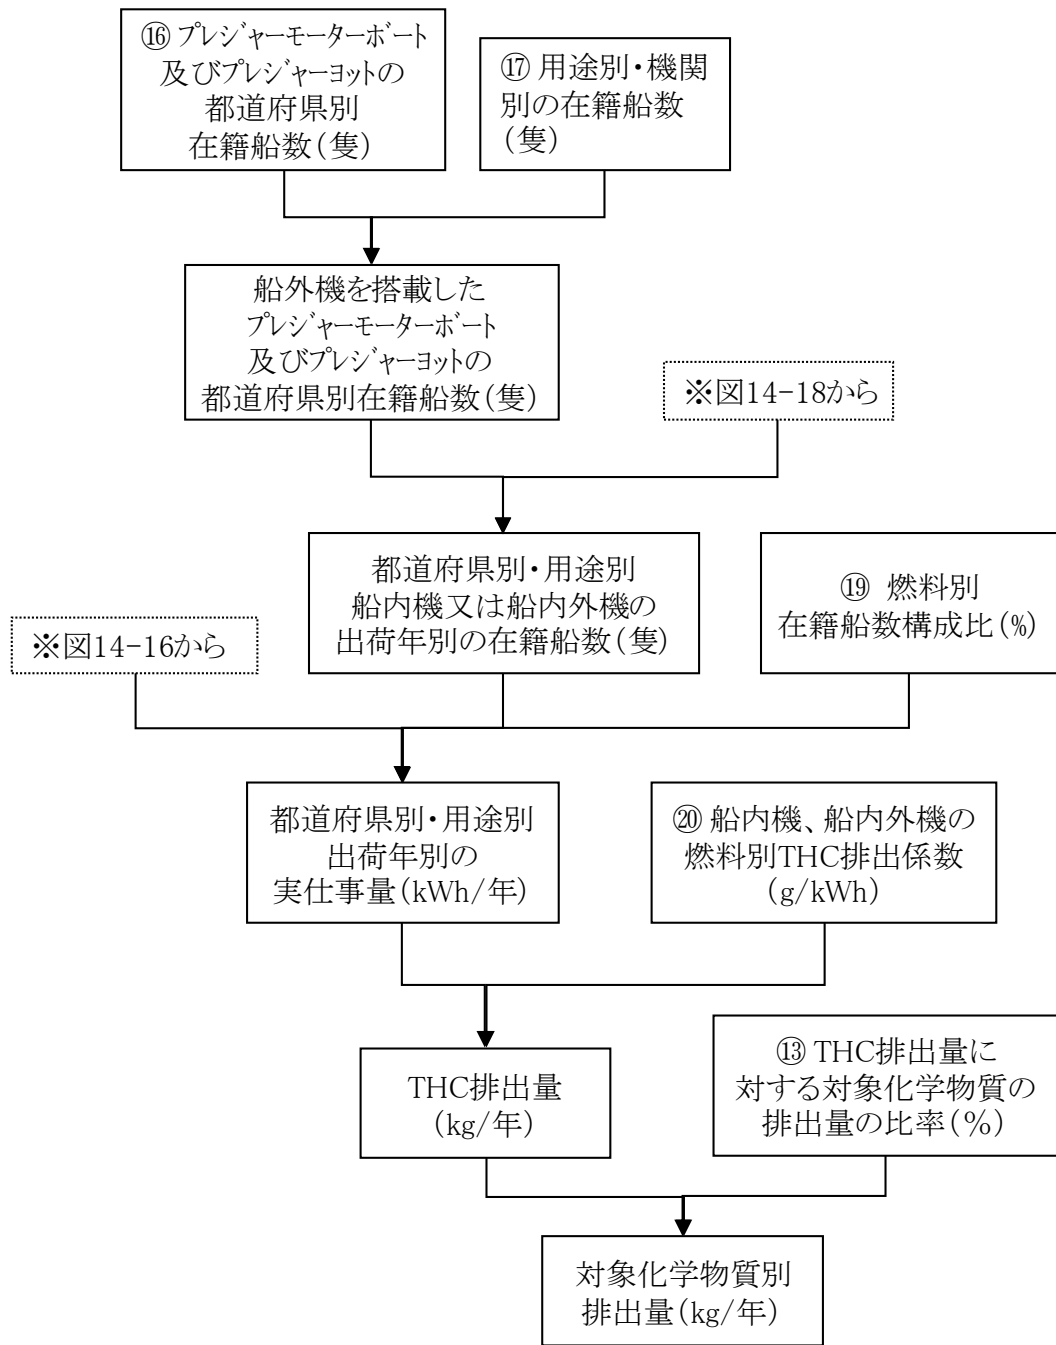 ⑯プレジャーモーターボート
及びプレジャーヨットの
都道府県別
在籍船数(隻)
⑰ 用途別・機関
別の在籍船数
(隻)
船外機を搭載した
プレジャーモーターボート
及びプレジャーヨットの
都道府県別在籍船数(隻)
※図14-18から
都道府県別・用途別
船内機又は船内外機の
出荷年別の在籍船数(隻)
⑲ 燃料別
在籍船数構成比(%)
※図14-16から
都道府県別・用途別
出荷年別の
実仕事量(kWh/年)
⑳ 船内機、船内外機の
燃料別THC排出係数
(g/kWh)
THC排出量
(kg/年)
⑬ THC排出量に
対する対象化学物質の
排出量の比率(%)
対象化学物質別
排出量(kg/年)